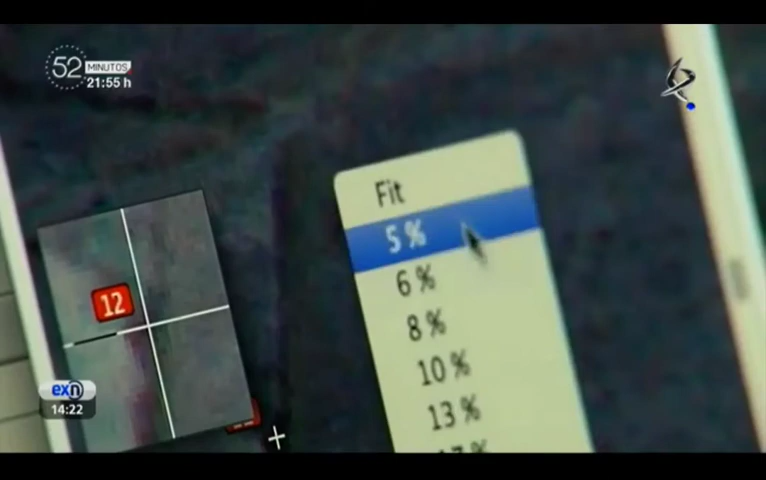 52 MINUTOS
21:55 h
Fit
5 %
6 %
8 %
10 %
13 %
12
exn
14:22